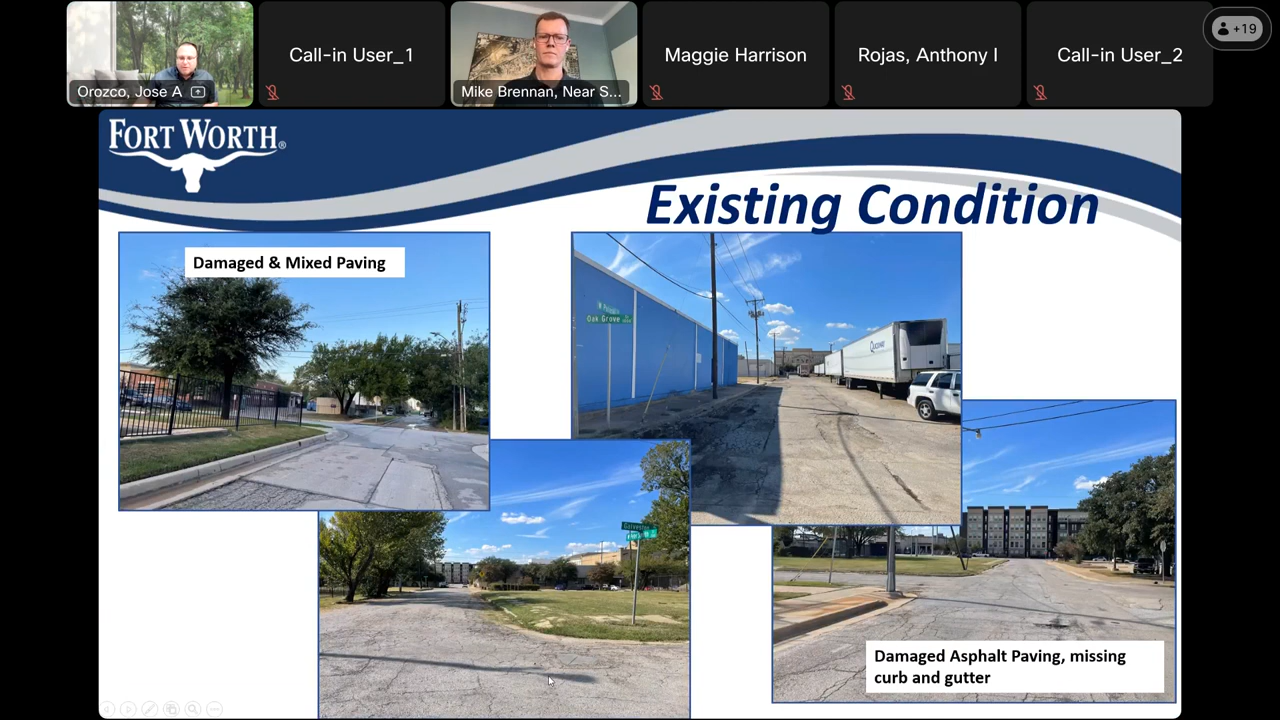 Orozco, Jose A
Call-in User_1
Mike Brennan, Near S...
Maggie Harrison
Rojas, Anthony I
Call-in User_2
+19
FORT WORTH®
Existing Condition
Damaged & Mixed Paving
Oak Grove
Galveston
Damaged Asphalt Paving, missing
curb and gutter